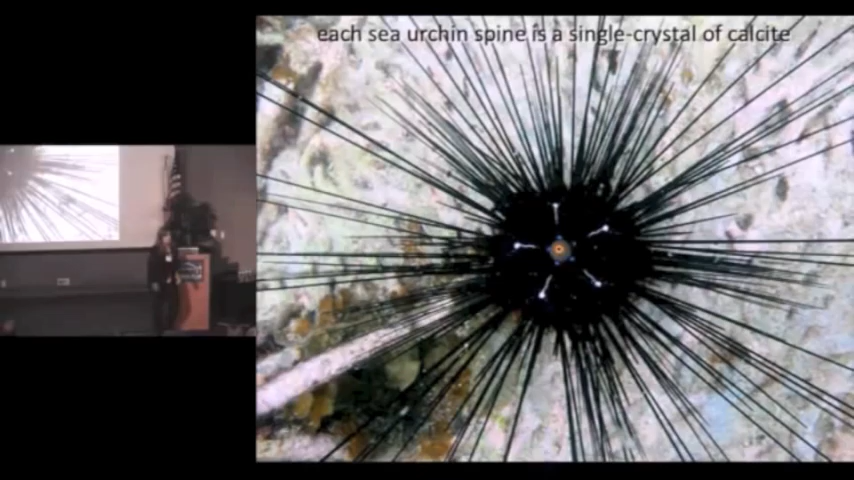 each sea urchin spine is a single-crystal of calcite